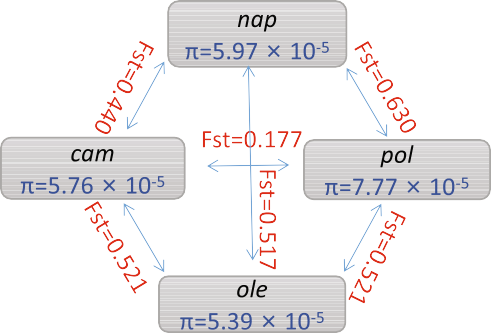 nap
π=5.97 × 10⁻⁵
Fst=0.440
Fst=0.630
Fst=0.177
cam
π=5.76 × 10⁻⁵
pol
π=7.77 × 10⁻⁵
Fst=0.517
Fst=0.521
Fst=0.521
ole
π=5.39 × 10⁻⁵